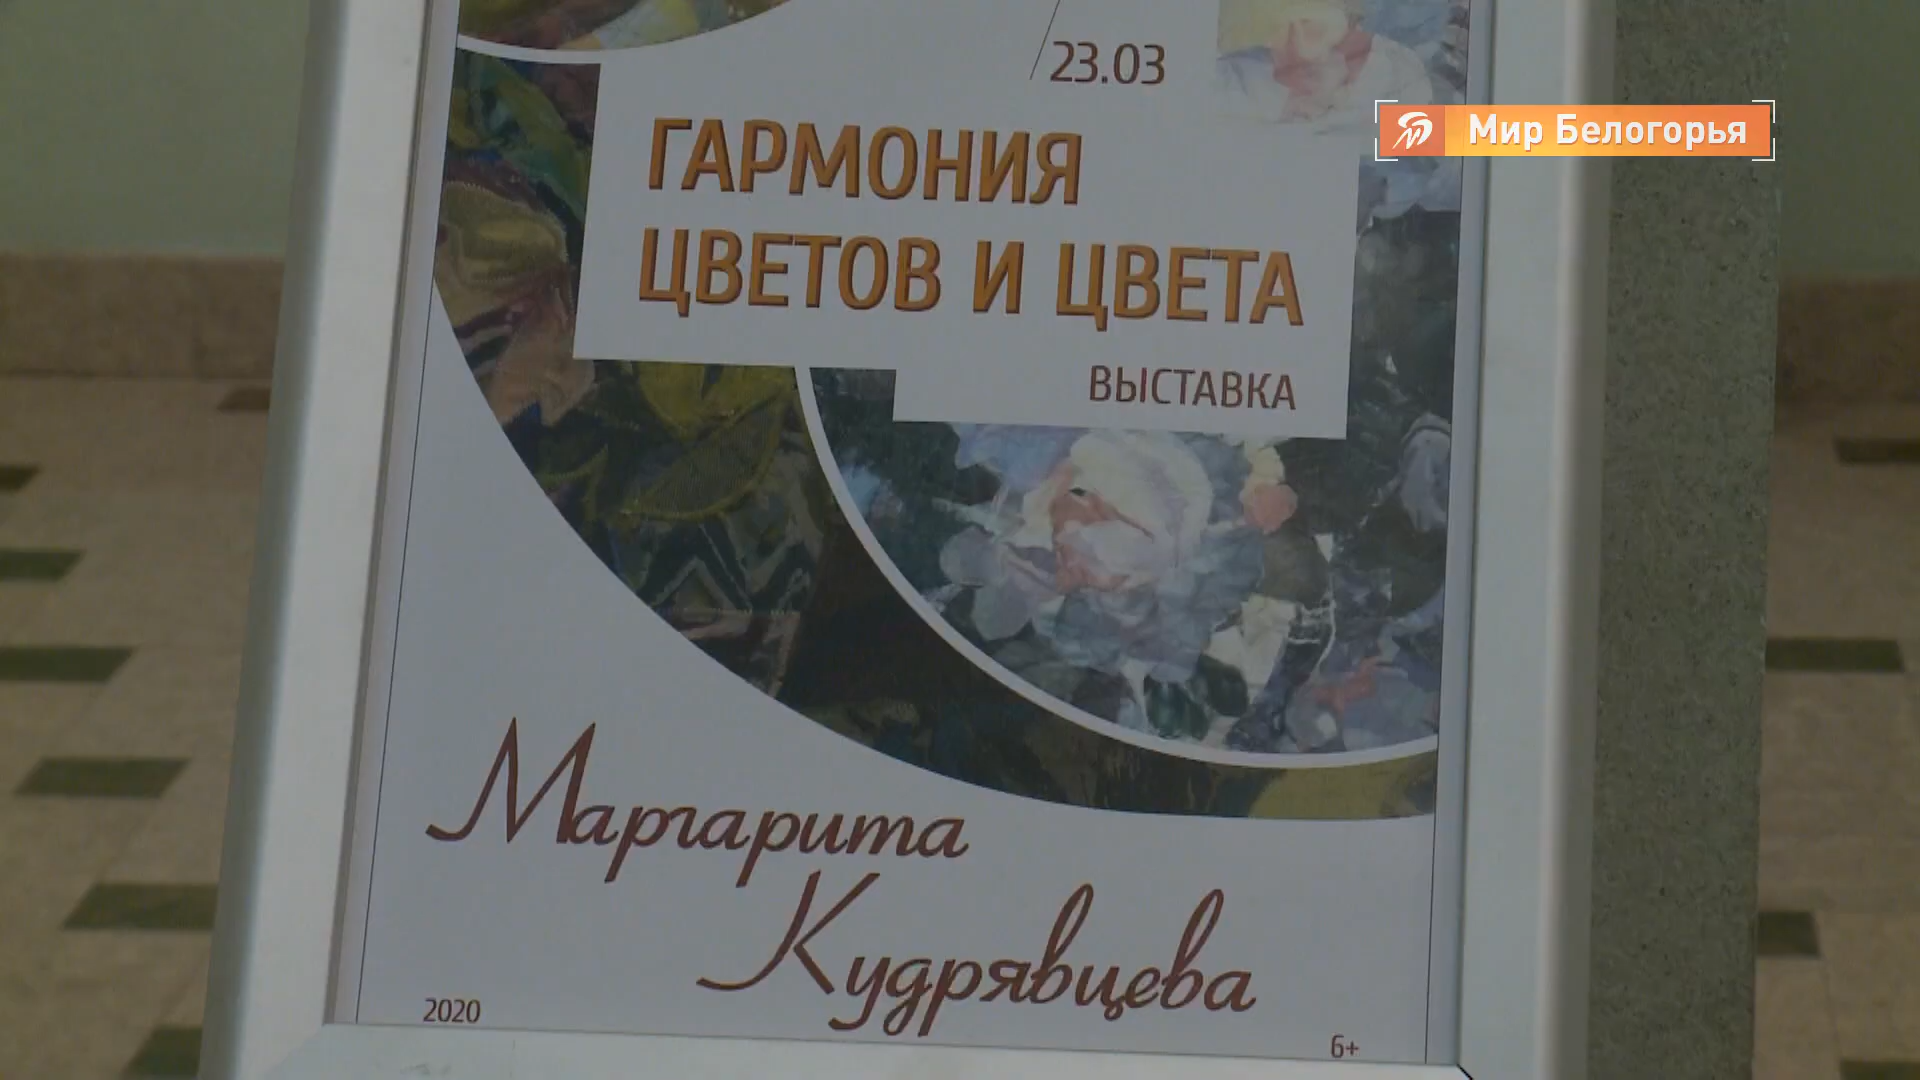 /23.03
Мир Белогорья
ГАРМОНИЯ
ЦВЕТОВ И ЦВЕТА
ВЫСТАВКА
Маргарита
Кудрявцева
2020
6+